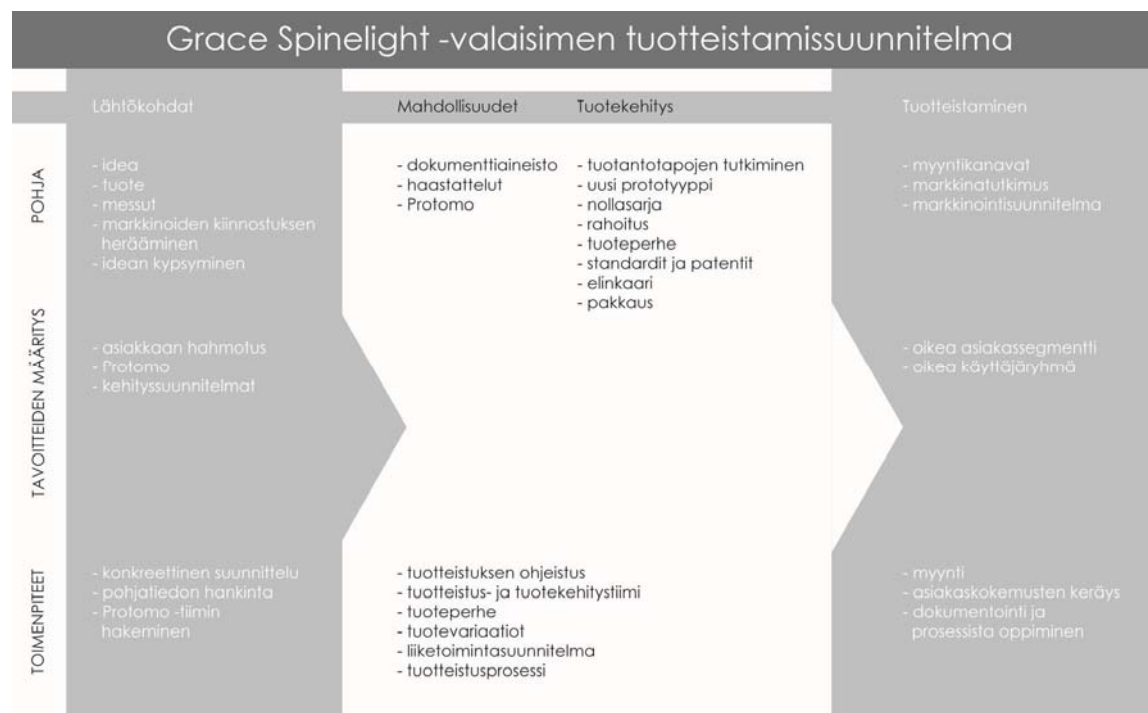 Grace Spinelight -valaisimen tuotteistamissuunnitelma
Lähtökohdat
Mahdollisuudet
Tuotekehitys
Tuotteistaminen
POHJA
- idea
- tuote
- messut
- markkinoiden kiinnostuksen
herääminen
- idean kypsyminen
- dokumenttiaineisto
- haastattelut
- Protomo
- tuotantotapojen tutkiminen
- uusi prototyyppi
- nollasarja
- rahoitus
- tuoteperhe
- standardit ja patentit
- elinkaari
- pakkaus
- myyntikanavat
- markkinatutkimus
- markkinointisuunnitelma
TAVOITTEIDEN MÄÄRITYS
- asiakkaan hahmotus
- Protomo
- kehityssuunnitelmat
- oikea asiakassegmentti
- oikea käyttäjäryhmä
TOIMENPITEET
- konkreettinen suunnittelu
- pohjatiedon hankinta
- Protomo -tiimin
hakeminen
- tuotteistuksen ohjeistus
- tuotteistus- ja tuotekehitystiimi
- tuoteperhe
- tuotevariaatiot
- liiketoimintasuunnitelma
- tuotteistusprosessi
- myynti
- asiakaskokemusten keräys
- dokumentointi ja
prosessista oppiminen